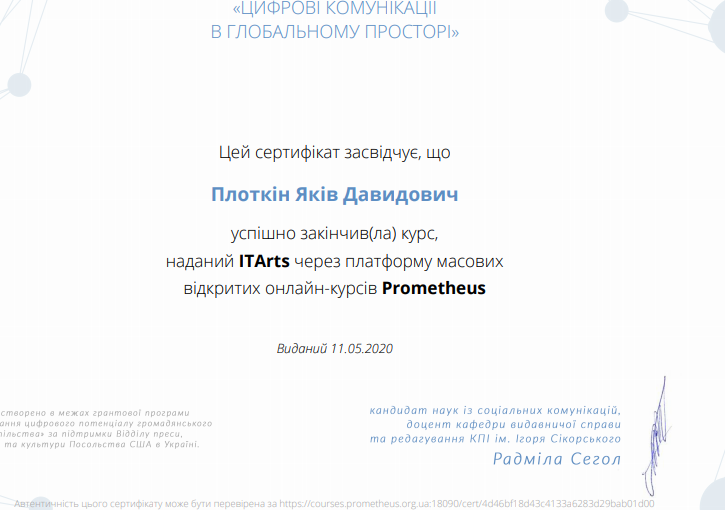 «ЦИФРОВІ КОМУНІКАЦІЇ
В ГЛОБАЛЬНОМУ ПРОСТОРІ»
Цей сертифікат засвідчує, що
Плоткін Яків Давидович
успішно закінчив(ла) курс,
наданий ITArts через платформу масових
відкритих онлайн-курсів Prometheus
Виданий 11.05.2020
створено в межах грантової програми
ання цифрового потенціалу громадянського
пільства» за підтримки Відділу преси,
та культури Посольства США в Україні.
кандидат наук із соціальних комунікацій,
доцент кафедри видавничої справи
та редагування КПІ ім. Ігоря Сікорського
Радміла Сегол
Автентичність цього сертифікату може бути перевірена за https://courses.prometheus.org.ua:18090/cert/4d46bf18d43c4133a6283d29bab01d00